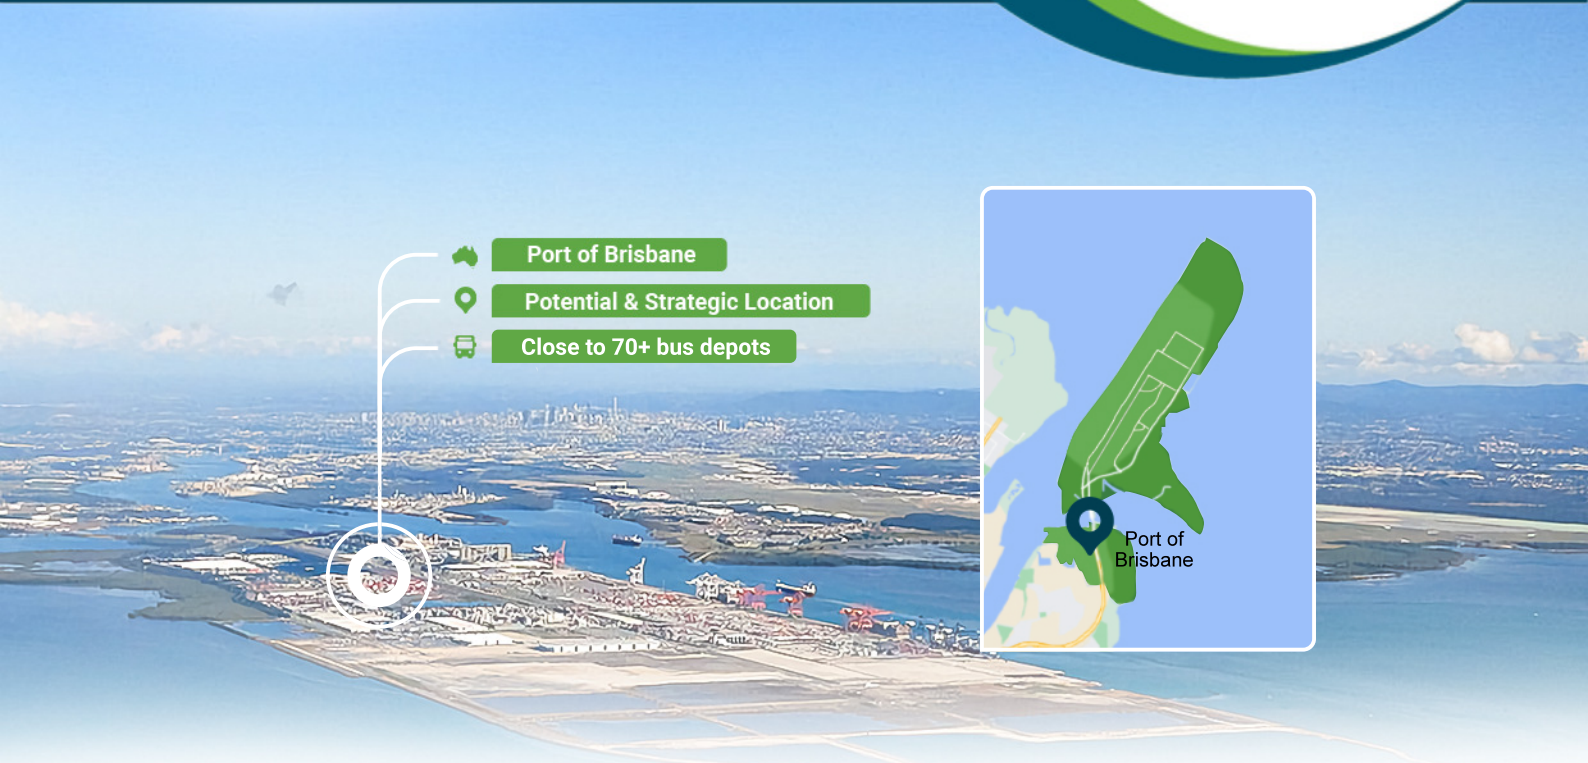 Port of Brisbane
Potential & Strategic Location
Close to 70+ bus depots
Port of
Brisbane